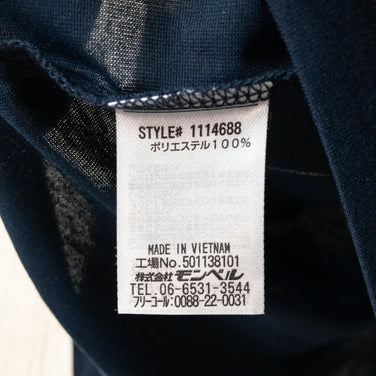 STYLE# 1114688
ポリエステル100%
MADE IN VIETNAM
工場No.501138101
株式会社モンベル
TEL.06-6531-3544
フリーコール:0088-22-0031